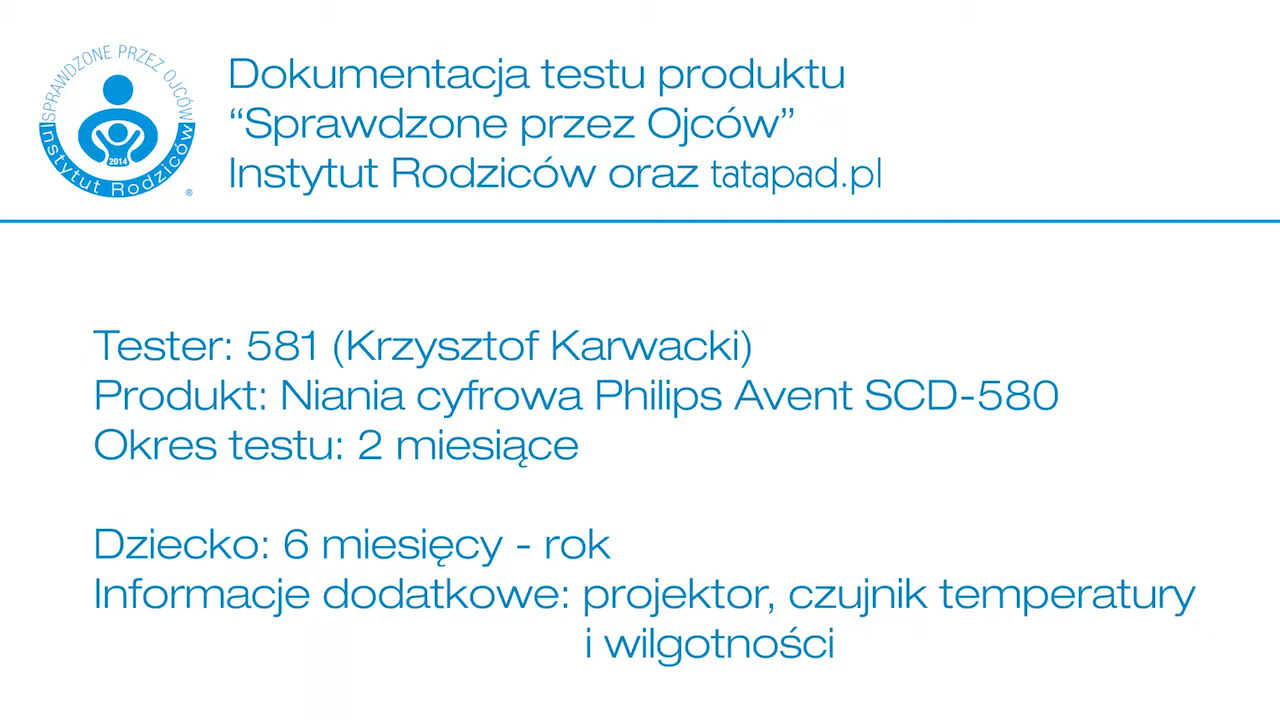 SPRAWDZONE PRZEZ OJCÓW
2014
Instytut Rodziców
®
Dokumentacja testu produktu
“Sprawdzone przez Ojców”
Instytut Rodziców oraz tatapad.pl
Tester: 581 (Krzysztof Karwacki)
Produkt: Niania cyfrowa Philips Avent SCD-580
Okres testu: 2 miesiące
Dziecko: 6 miesięcy - rok
Informacje dodatkowe: projektor, czujnik temperatury
i wilgotności